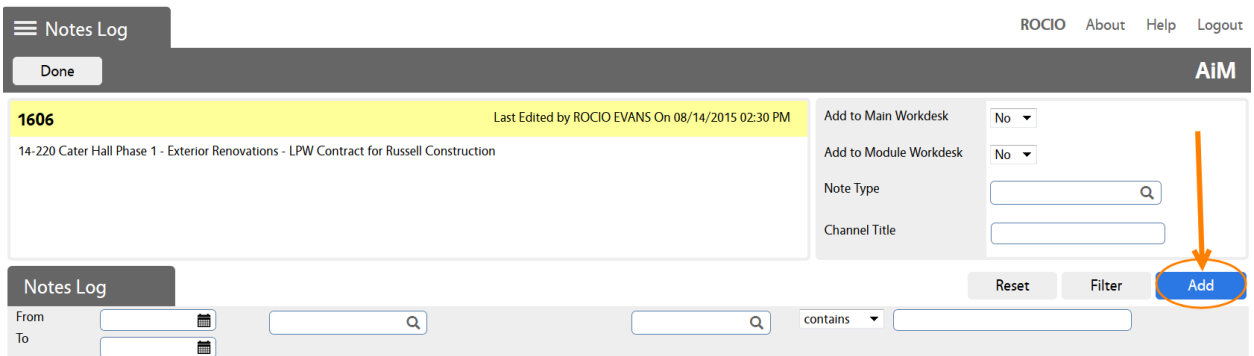 Notes Log
ROCIO About Help Logout
Done
AiM
1606
Last Edited by ROCIO EVANS On 08/14/2015 02:30 PM
14-220 Cater Hall Phase 1 - Exterior Renovations - LPW Contract for Russell Construction
Add to Main Workdesk No
Add to Module Workdesk No
Note Type
Channel Title
Notes Log
Reset Filter Add
From
contains
To